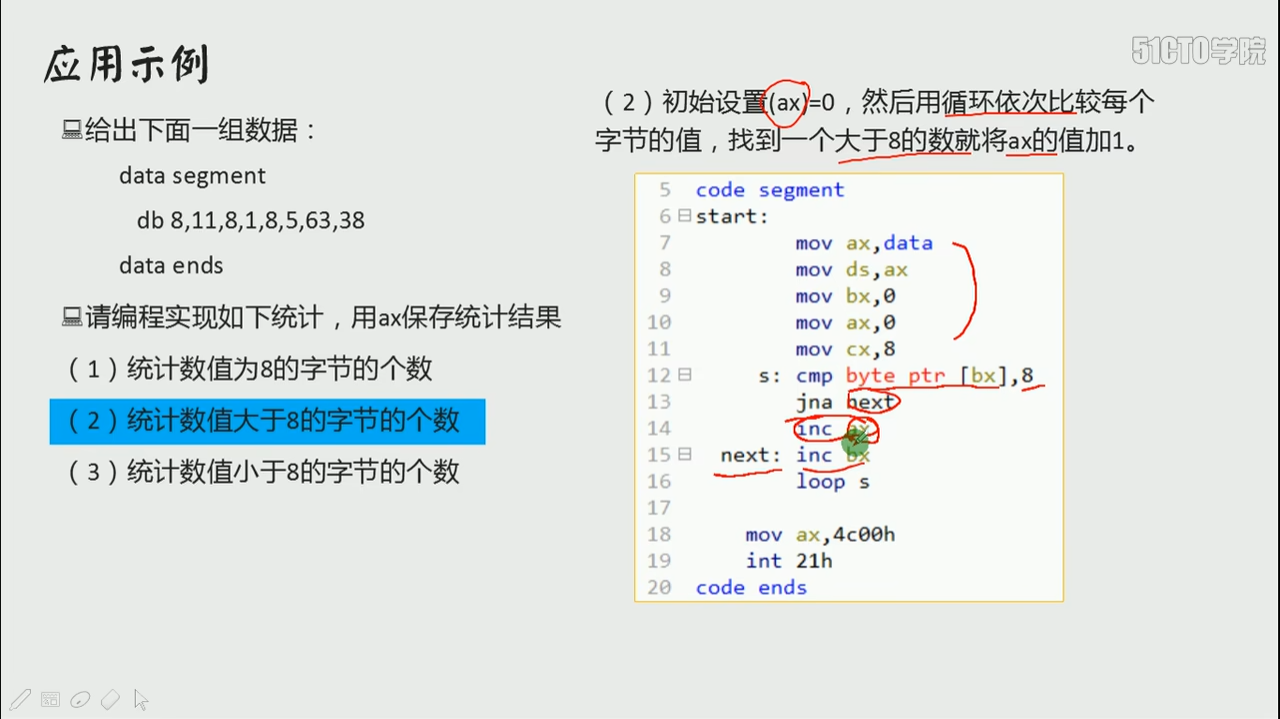 51CTO学院
应用示例
给出下面一组数据：
data segment
db 8,11,8,1,8,5,63,38
data ends
请编程实现如下统计，用ax保存统计结果
（1）统计数值为8的字节的个数
（2）统计数值大于8的字节的个数
（3）统计数值小于8的字节的个数
（2）初始设置(ax)=0，然后用循环依次比较每个
字节的值，找到一个大于8的数就将ax的值加1。
5 code segment
6 start:
7 mov ax,data
8 mov ds,ax
9 mov bx,0
10 mov ax,0
11 mov cx,8
12 s: cmp byte ptr [bx],8
13 jna next
14 inc ax
15 next: inc bx
16 loop s
17
18 mov ax,4c00h
19 int 21h
20 code ends